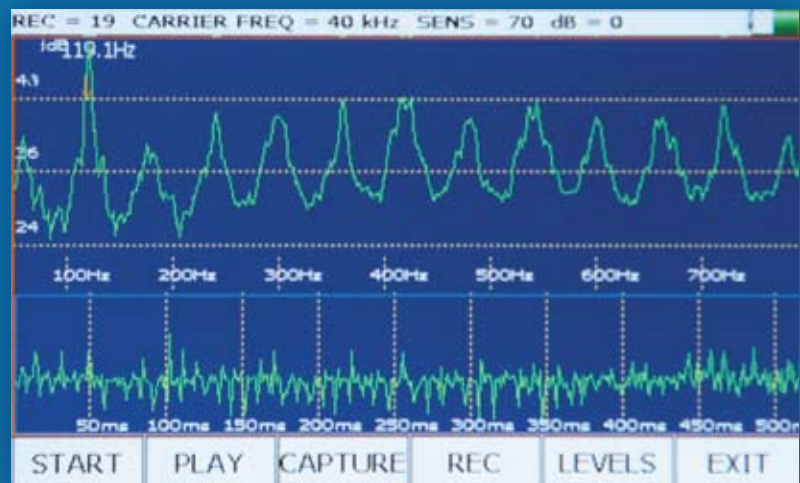 REC = 19 CARRIER FREQ = 40 kHz SENS = 70 dB = 0
119.1Hz
43
36
24
100Hz 200Hz 300Hz 400Hz 500Hz 600Hz 700Hz
50ms 100ms 150ms 200ms 250ms 300ms 350ms 400ms 450ms
START PLAY CAPTURE REC LEVELS EXIT